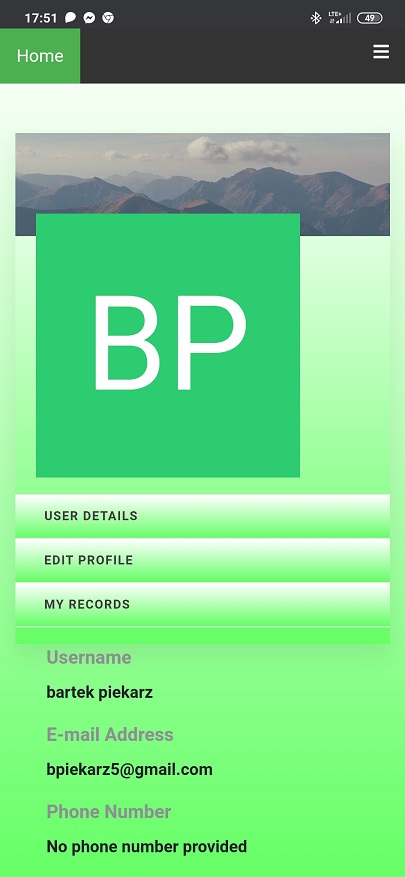 17:51
LTE+
49
Home
BP
USER DETAILS
EDIT PROFILE
MY RECORDS
Username
bartek piekarz
E-mail Address
bpiekarz5@gmail.com
Phone Number
No phone number provided